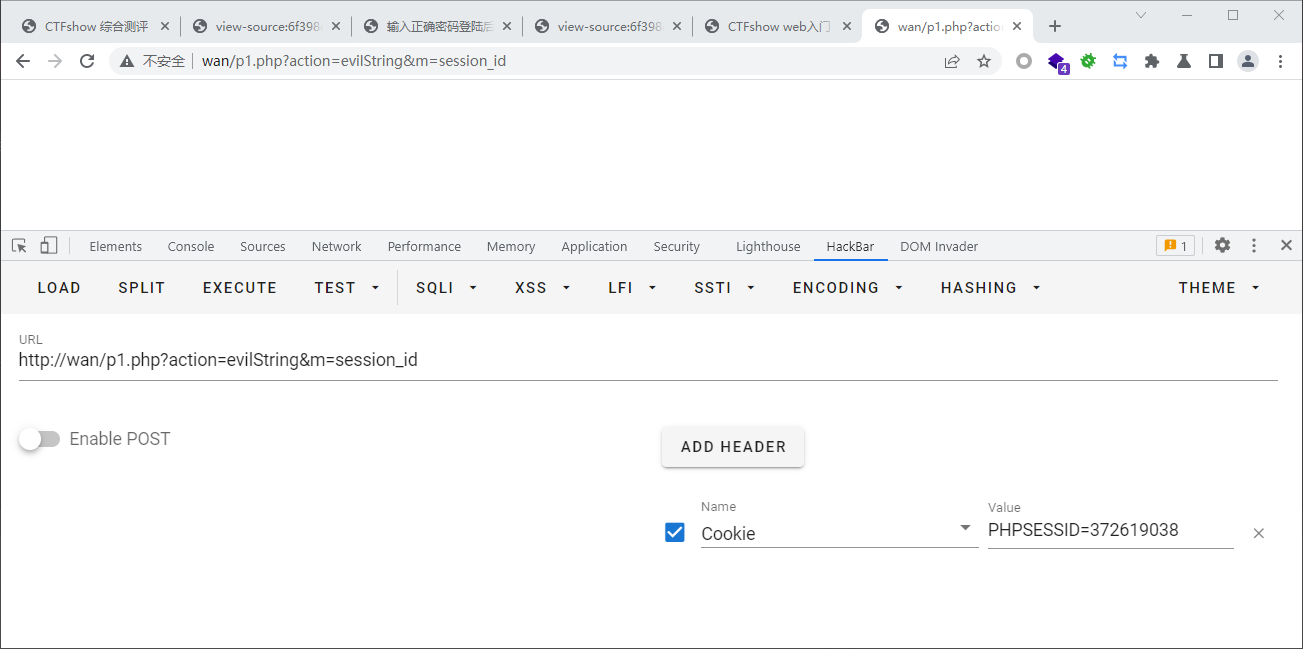 CTFshow 综合测评
view-source:6f398
输入正确密码登陆后
view-source:6f398
CTFshow web入门
wan/p1.php?actio
不安全 wan/p1.php?action=evilString&m=session_id
4
Elements Console Sources Network Performance Memory Application Security Lighthouse HackBar DOM Invader 1
LOAD SPLIT EXECUTE TEST SQLI XSS LFI SSTI ENCODING HASHING THEME
URL
http://wan/p1.php?action=evilString&m=session_id
Enable POST
ADD HEADER
Name Value
Cookie PHPSESSID=372619038